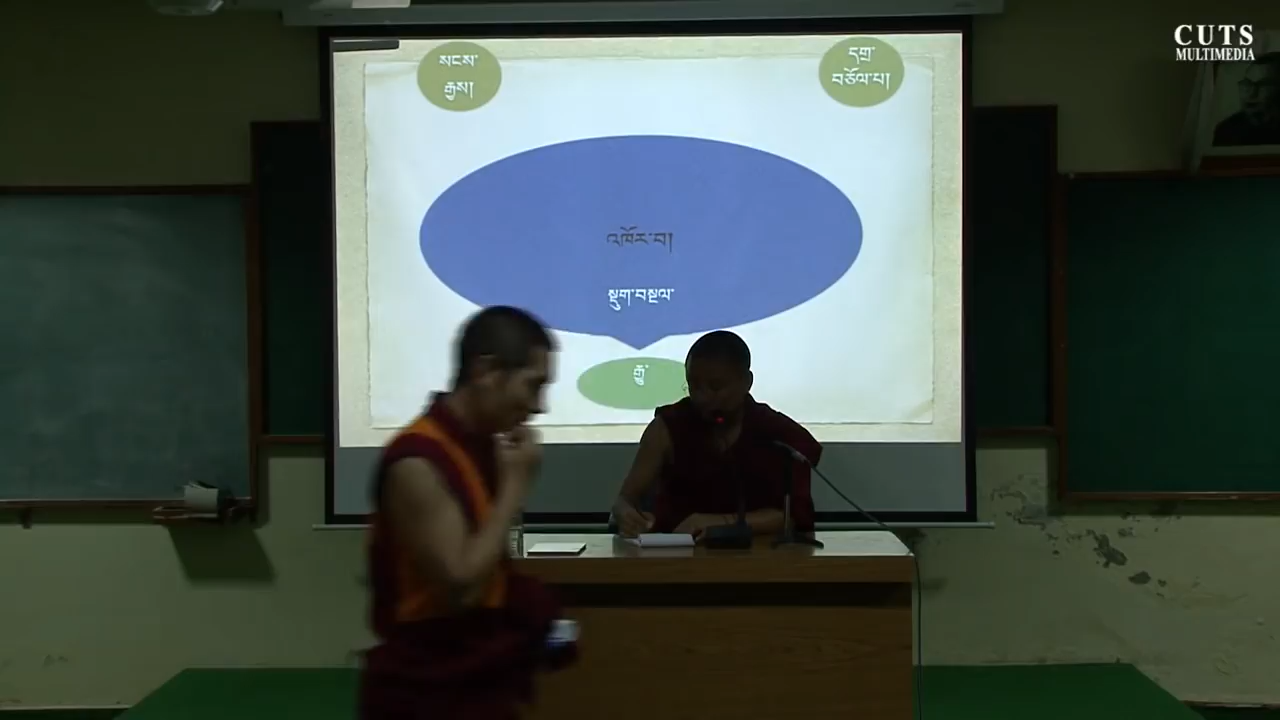 CUTS
MULTIMEDIA
སངས་
རྒྱས།
དགྲ་
བཅོམ་པ།
འཁོར་བ།
སྡུག་བསྔལ་
རྒྱུ་